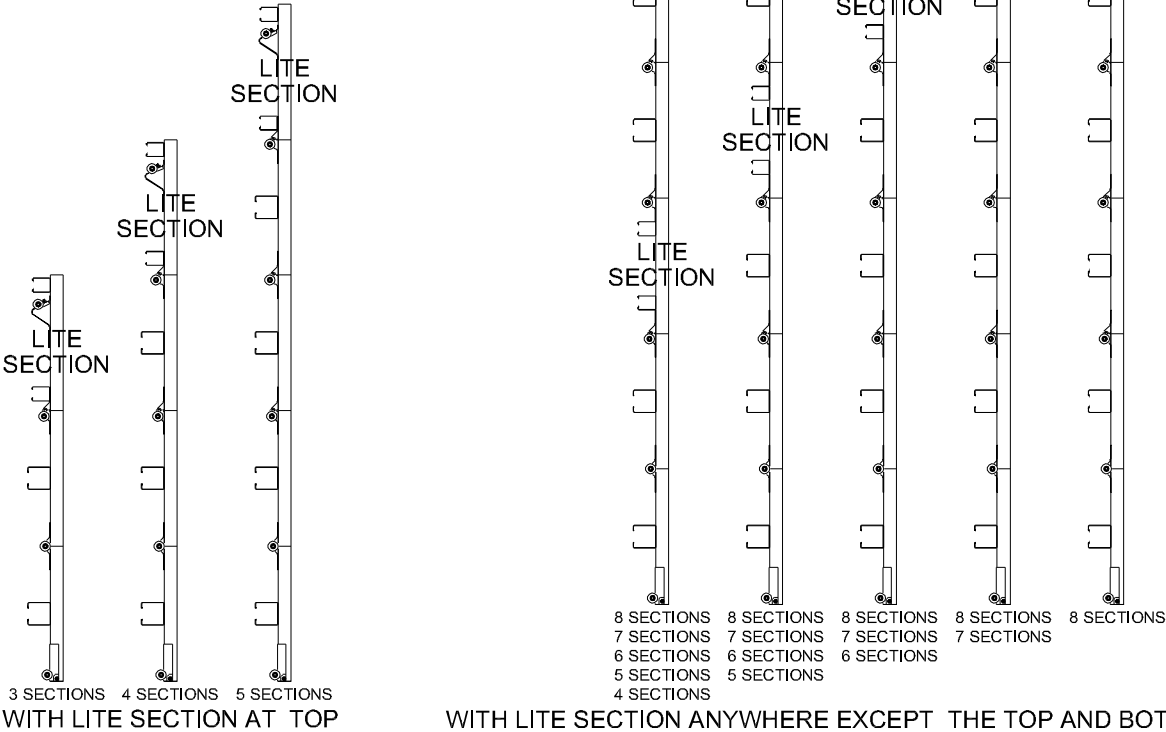 SECTION
LITE
SECTION
LITE
SECTION
LITE
SECTION
LITE
SECTION
LITE
SECTION
3 SECTIONS 4 SECTIONS 5 SECTIONS
WITH LITE SECTION AT TOP
8 SECTIONS 8 SECTIONS 8 SECTIONS 8 SECTIONS 8 SECTIONS
7 SECTIONS 7 SECTIONS 7 SECTIONS 7 SECTIONS
6 SECTIONS 6 SECTIONS 6 SECTIONS
5 SECTIONS 5 SECTIONS
4 SECTIONS
WITH LITE SECTION ANYWHERE EXCEPT THE TOP AND BOT